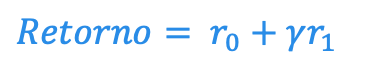 Retorno = r₀ + γr₁